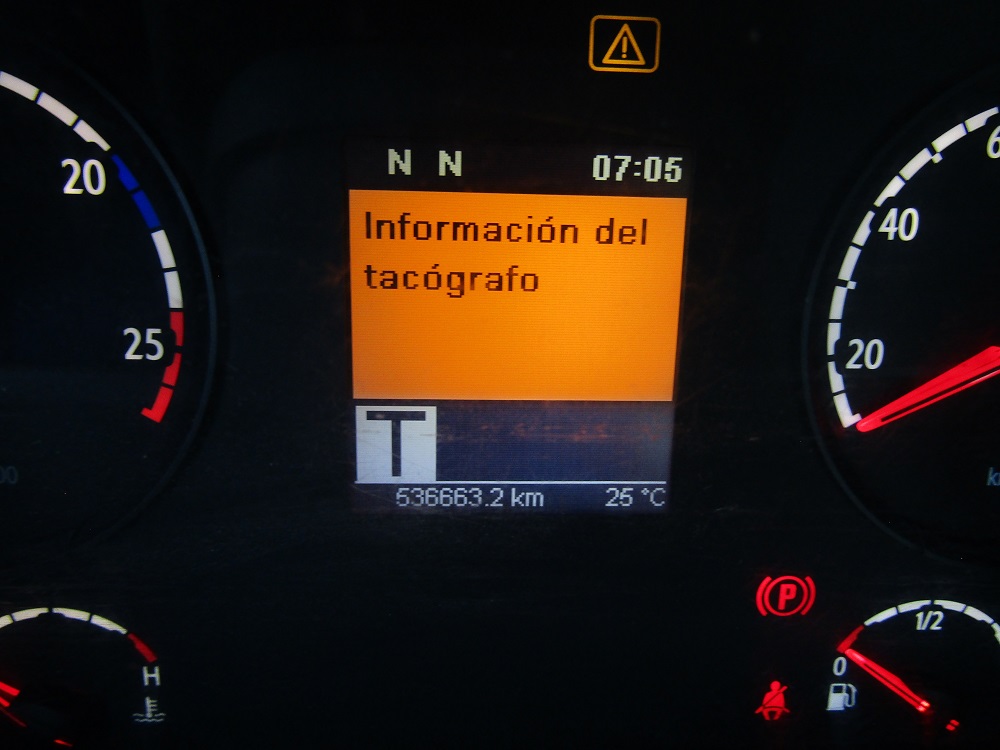 N N 07:05
Información del
tacógrafo
T
536663.2 km 25 °C
20
25
40
20
H
P
1/2
0